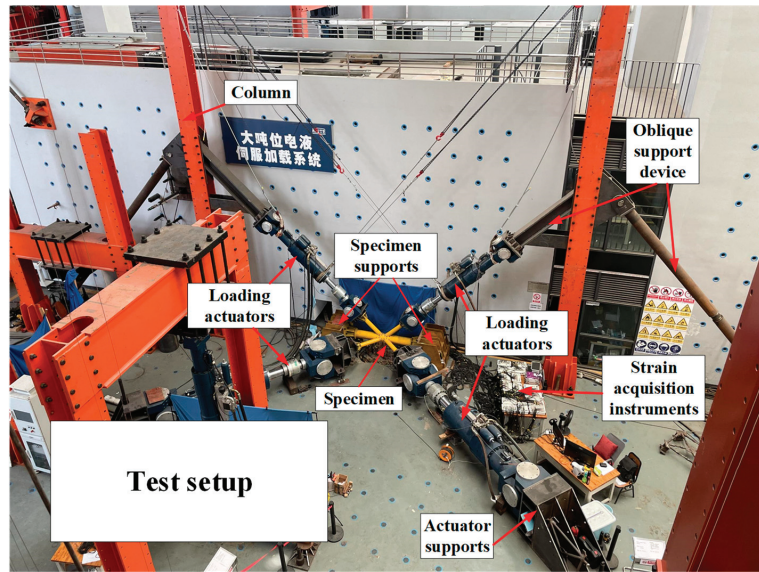 Column
大吨位电液
伺服加载系统
Oblique
support
device
Specimen
supports
Loading
actuators
Loading
actuators
Specimen
Strain
acquisition
instruments
Test setup
Actuator
supports